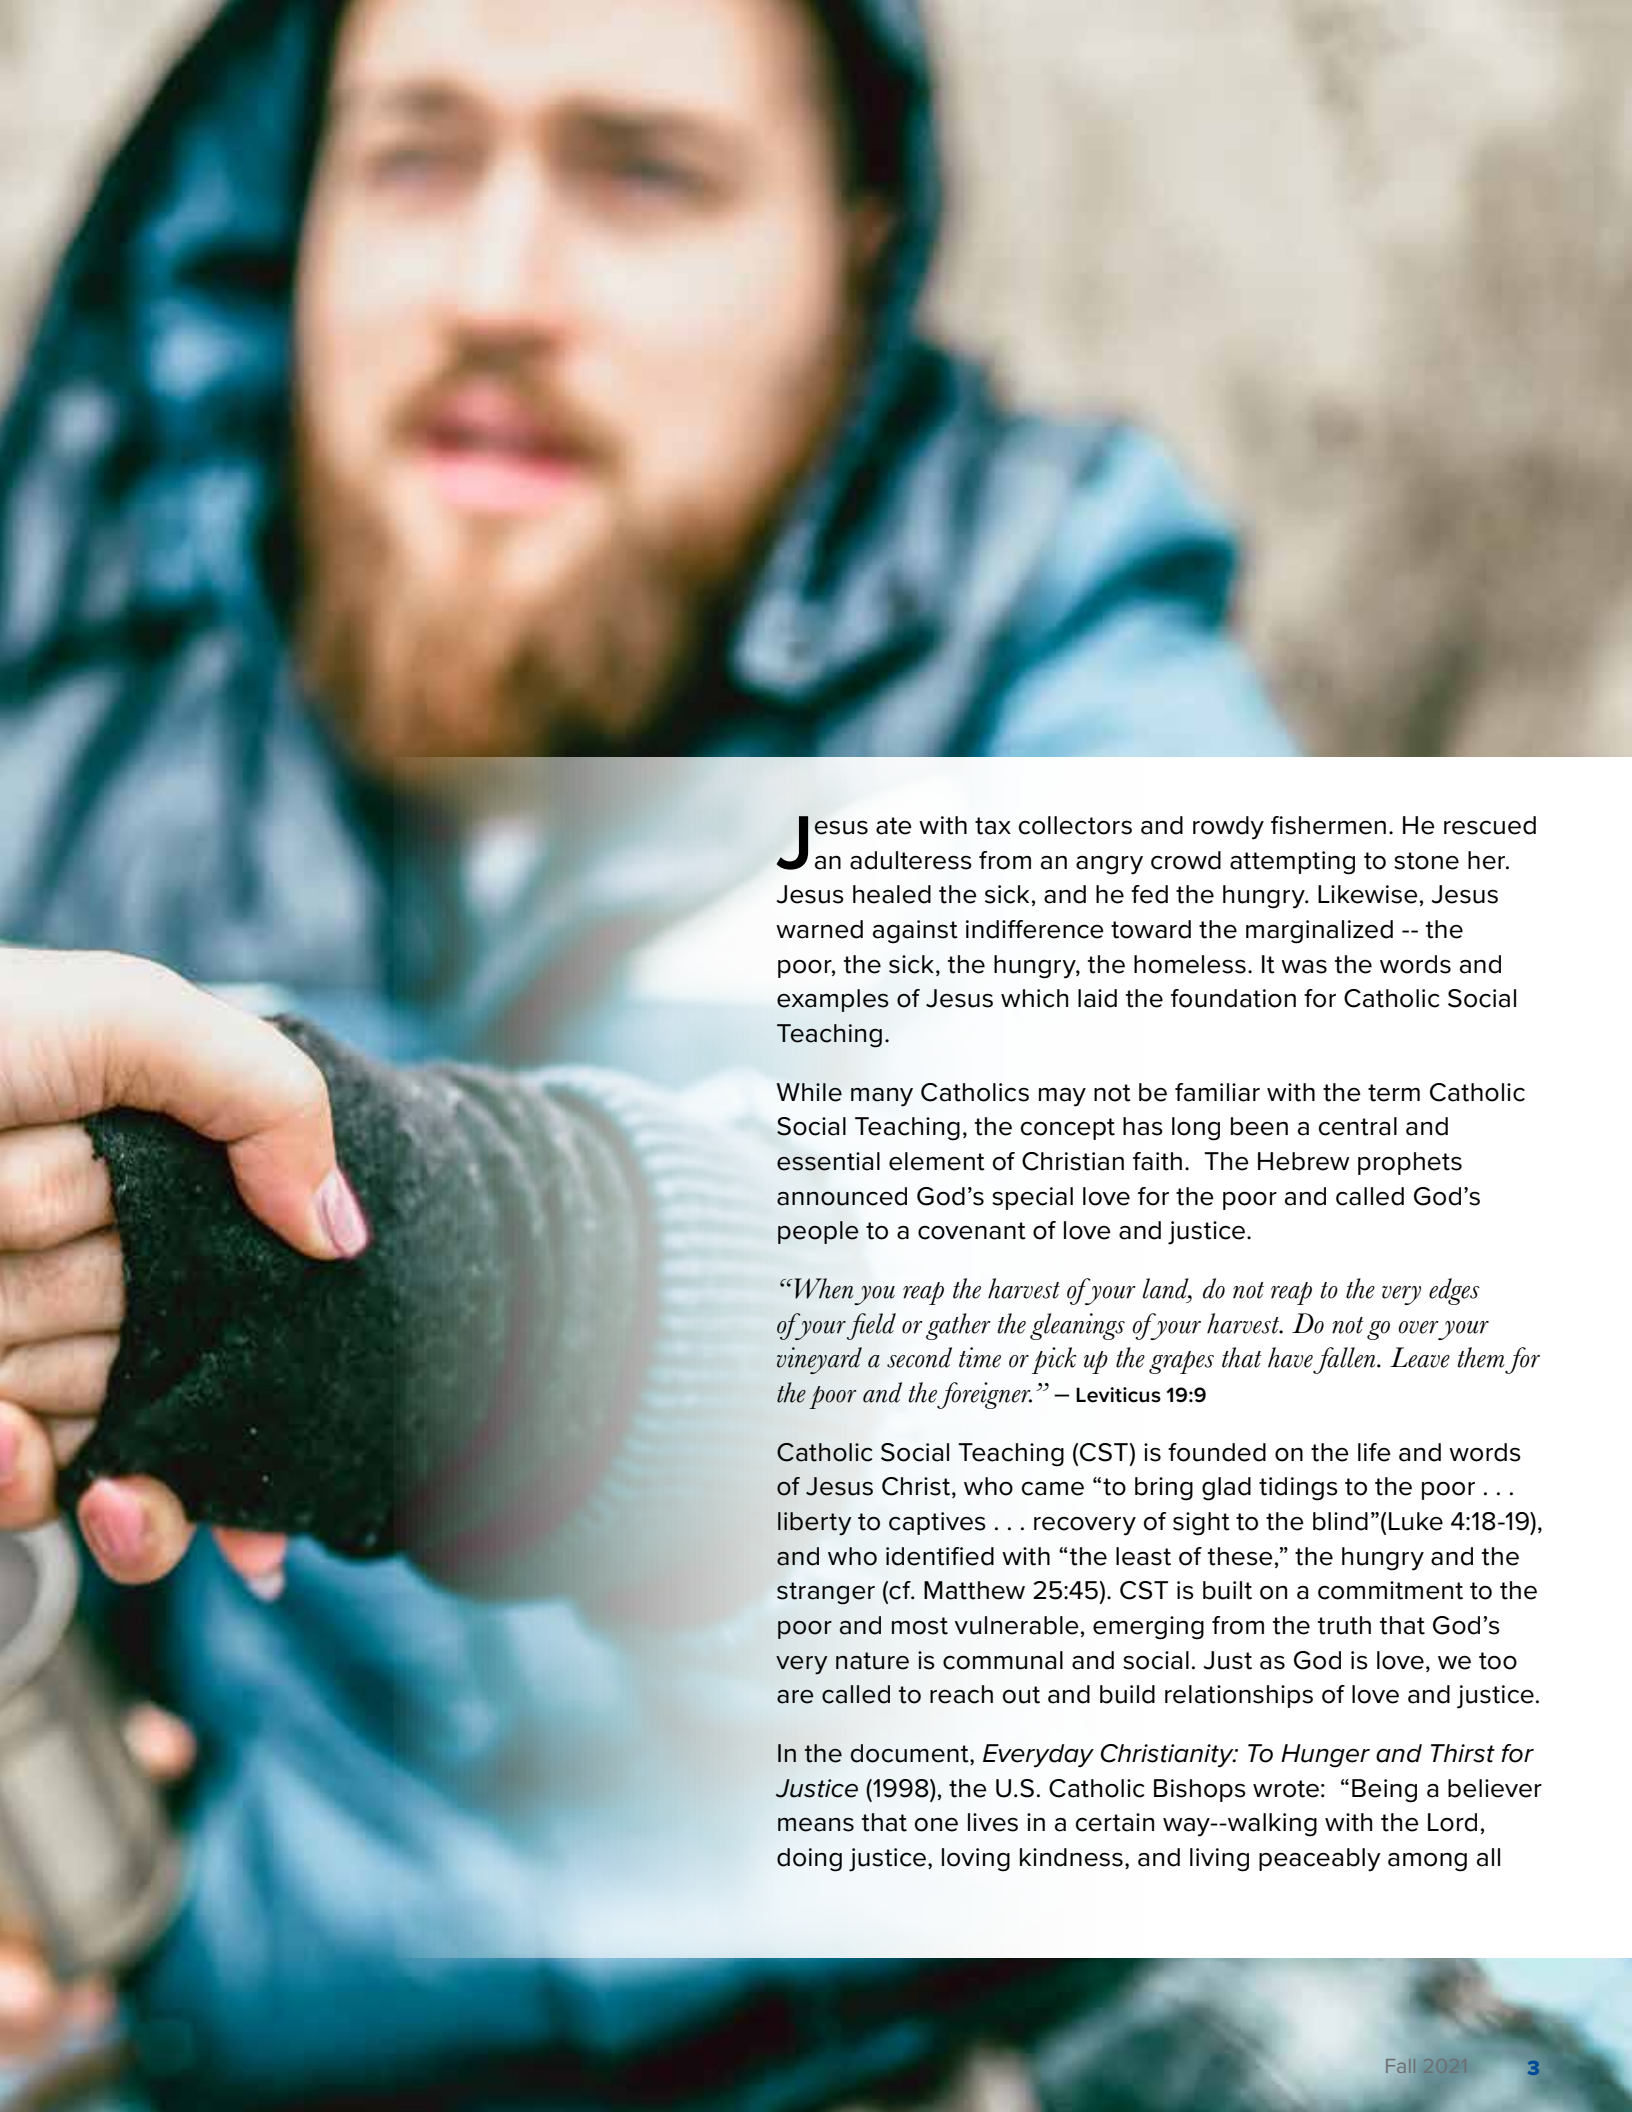 Jesus ate with tax collectors and rowdy fishermen. He rescued
an adulteress from an angry crowd attempting to stone her.
Jesus healed the sick, and he fed the hungry. Likewise, Jesus
warned against indifference toward the marginalized -- the
poor, the sick, the hungry, the homeless. It was the words and
examples of Jesus which laid the foundation for Catholic Social
Teaching.
While many Catholics may not be familiar with the term Catholic
Social Teaching, the concept has long been a central and
essential element of Christian faith.  The Hebrew prophets
announced God’s special love for the poor and called God’s
people to a covenant of love and justice.
“When you reap the harvest of your land, do not reap to the very edges
of your field or gather the gleanings of your harvest. Do not go over your
vineyard a second time or pick up the grapes that have fallen. Leave them for
the poor and the foreigner.” – Leviticus 19:9
Catholic Social Teaching (CST) is founded on the life and words
of Jesus Christ, who came “to bring glad tidings to the poor . . .
liberty to captives . . . recovery of sight to the blind”(Luke 4:18-19),
and who identified with “the least of these,” the hungry and the
stranger (cf. Matthew 25:45). CST is built on a commitment to the
poor and most vulnerable, emerging from the truth that God’s
very nature is communal and social. Just as God is love, we too
are called to reach out and build relationships of love and justice.
In the document, Everyday Christianity: To Hunger and Thirst for
Justice (1998), the U.S. Catholic Bishops wrote:  “Being a believer
means that one lives in a certain way--walking with the Lord,
doing justice, loving kindness, and living peaceably among all
Fall 2021 3